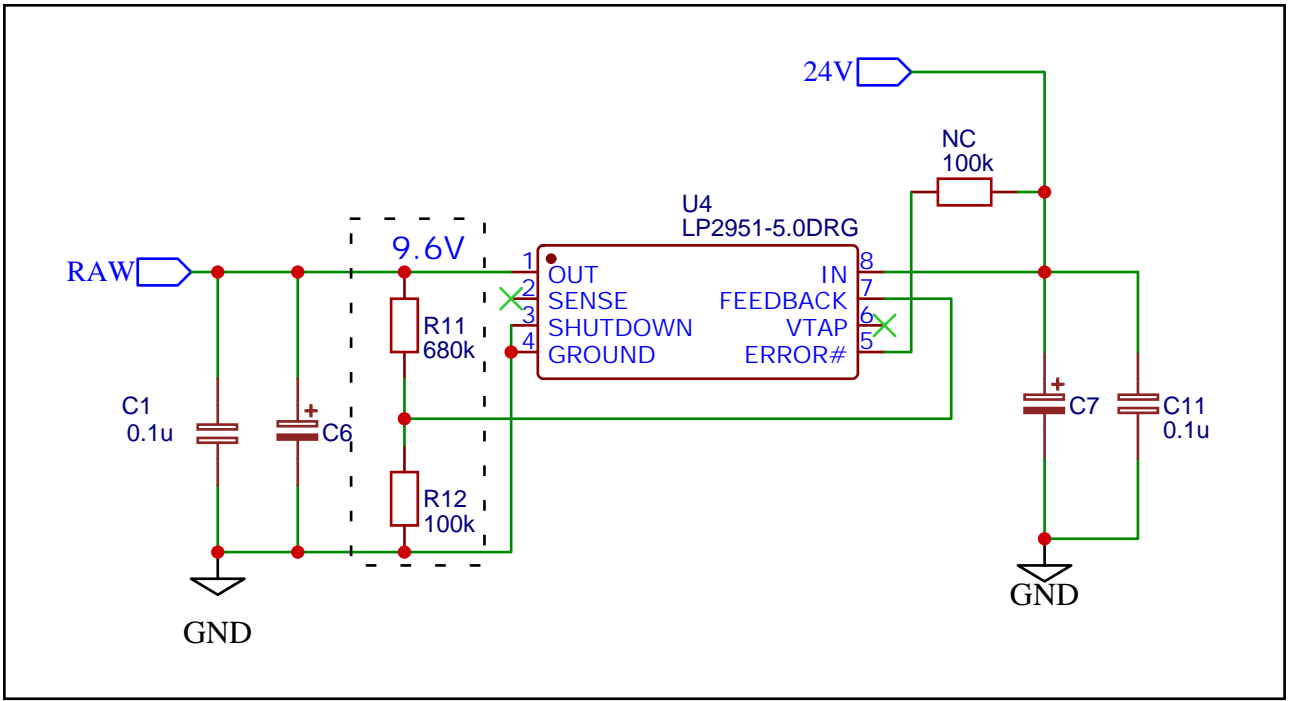 24V
NC
100k
U4
LP2951-5.0DRG
9.6V
RAW
1
OUT
2
SENSE
3
SHUTDOWN
4
GROUND
8
IN
7
FEEDBACK
6
VTAP
5
ERROR#
R11
680k
C1
0.1u
+
C6
R12
100k
+
C7
C11
0.1u
GND
GND